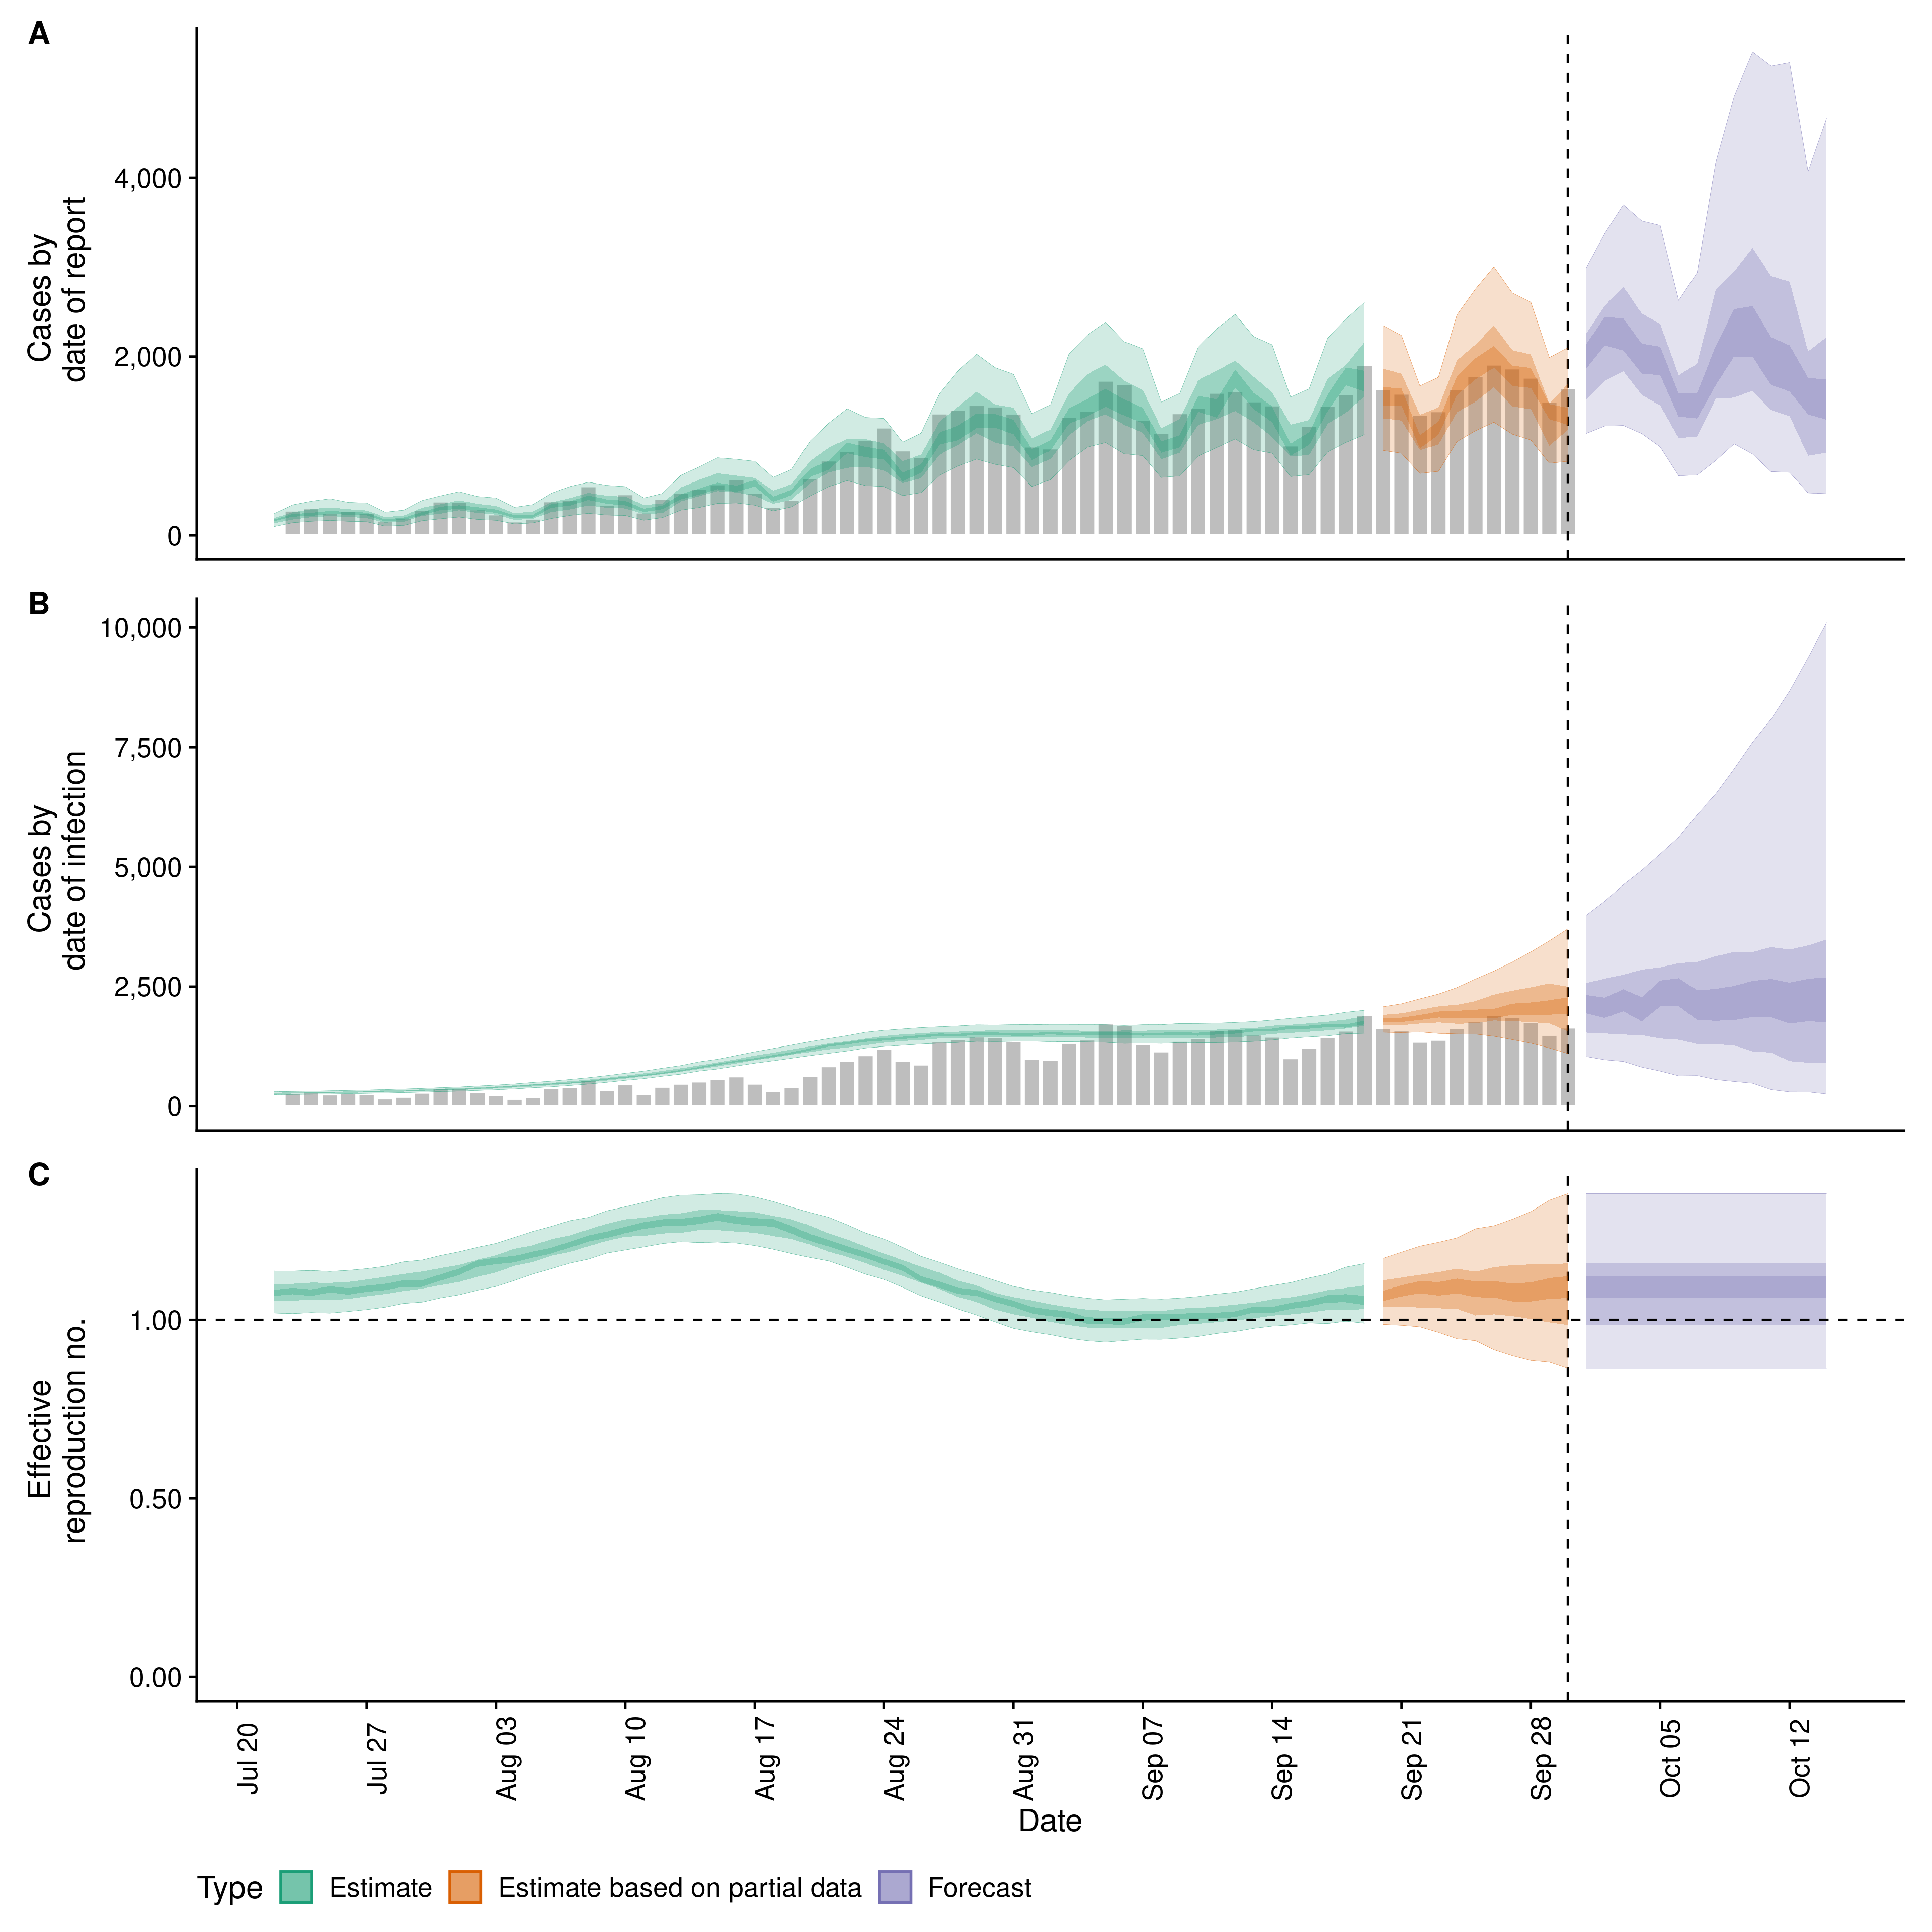 A
Cases by
date of report
4,000
2,000
0
B
Cases by
date of infection
10,000
7,500
5,000
2,500
0
C
Effective
reproduction no.
1.00
0.50
0.00
Jul 20
Jul 27
Aug 03
Aug 10
Aug 17
Aug 24
Aug 31
Sep 07
Sep 14
Sep 21
Sep 28
Oct 05
Oct 12
Date
Type Estimate Estimate based on partial data Forecast